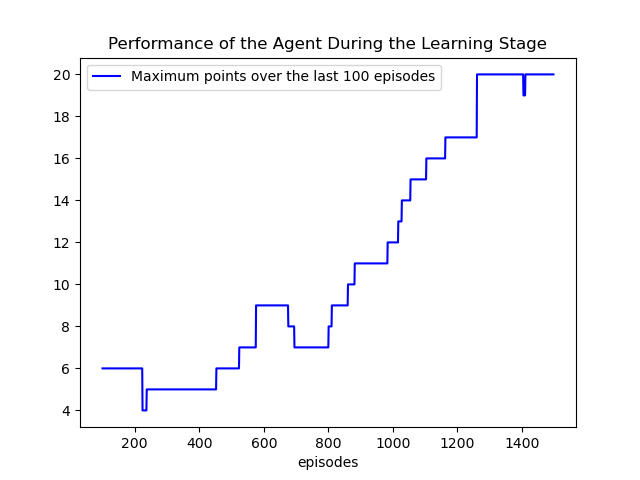 Performance of the Agent During the Learning Stage
Maximum points over the last 100 episodes
20
18
16
14
12
10
8
6
4
200 400 600 800 1000 1200 1400
episodes